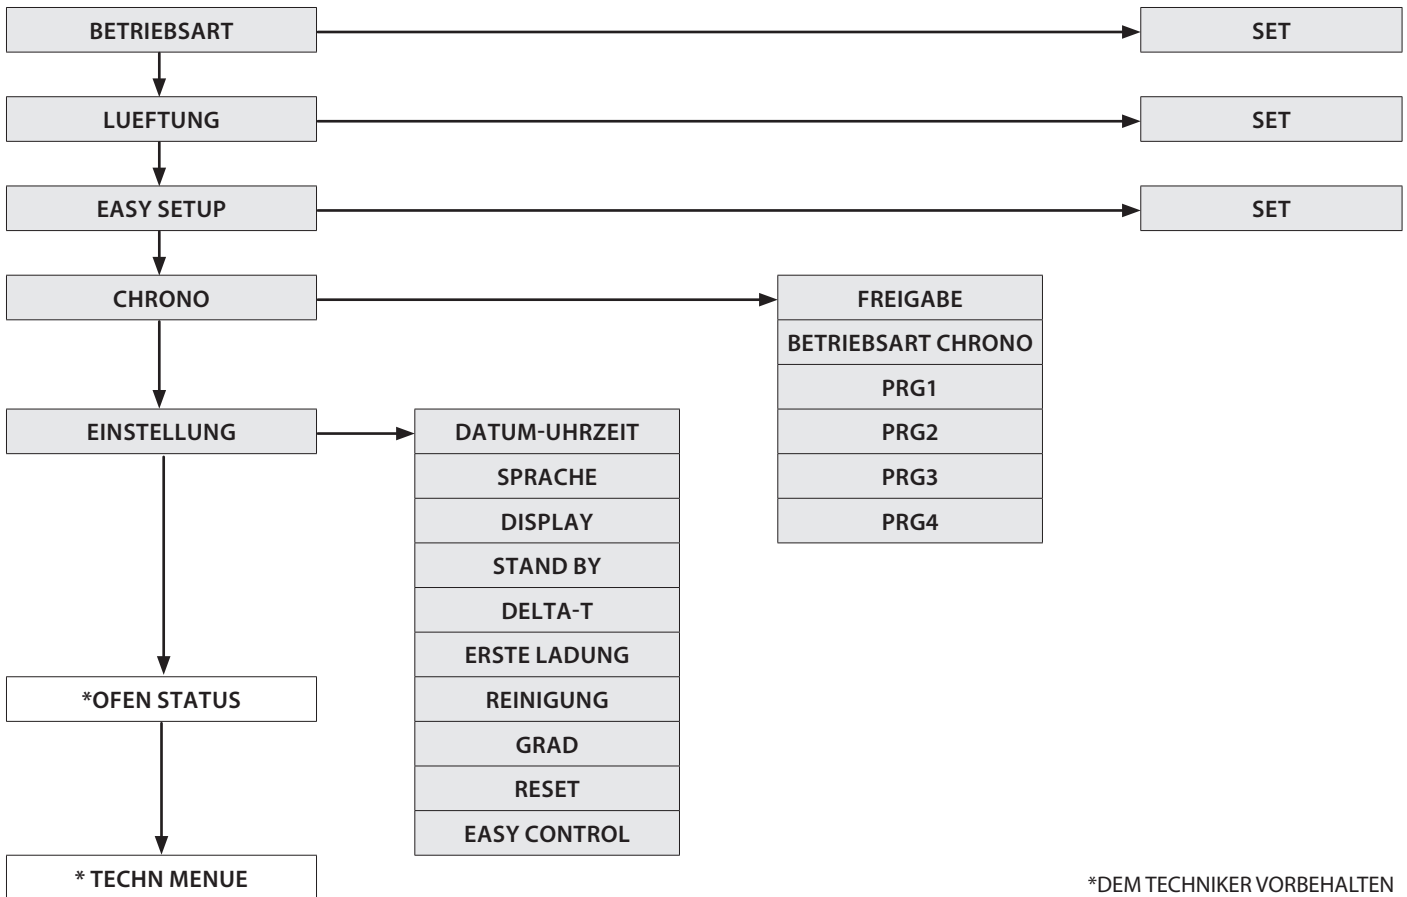 BETRIEBSART
SET
LUEFTUNG
SET
EASY SETUP
SET
CHRONO
FREIGABE
BETRIEBSART CHRONO
PRG1
PRG2
PRG3
PRG4
EINSTELLUNG
DATUM-UHRZEIT
SPRACHE
DISPLAY
STAND BY
DELTA-T
ERSTE LADUNG
REINIGUNG
GRAD
RESET
EASY CONTROL
*OFEN STATUS
* TECHN MENUE
*DEM TECHNIKER VORBEHALTEN